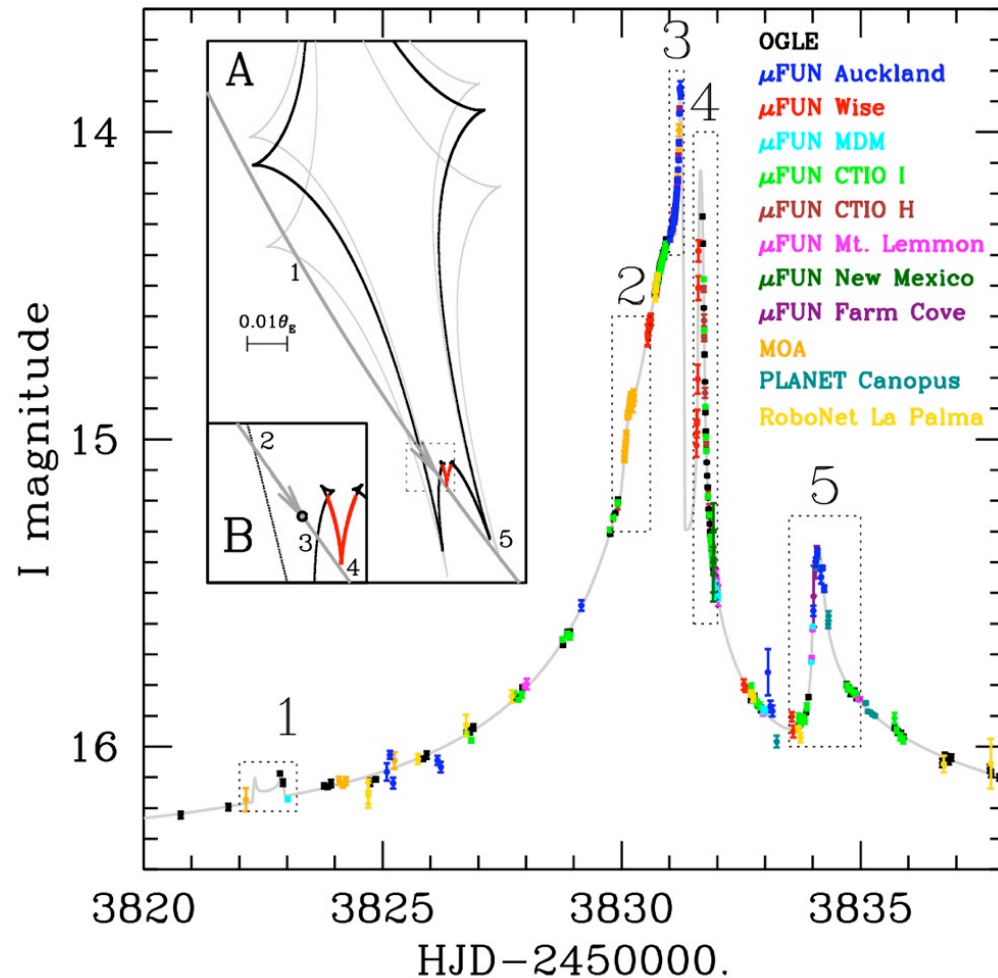 3
4
2
1
5
A
1
0.01θE
B
2
3
4
5
OGLE
μFUN Auckland
μFUN Wise
μFUN MDM
μFUN CTIO I
μFUN CTIO H
μFUN Mt. Lemmon
μFUN New Mexico
μFUN Farm Cove
MOA
PLANET Canopus
RoboNet La Palma
I magnitude
14
15
16
3820
3825
3830
3835
HJD-2450000.